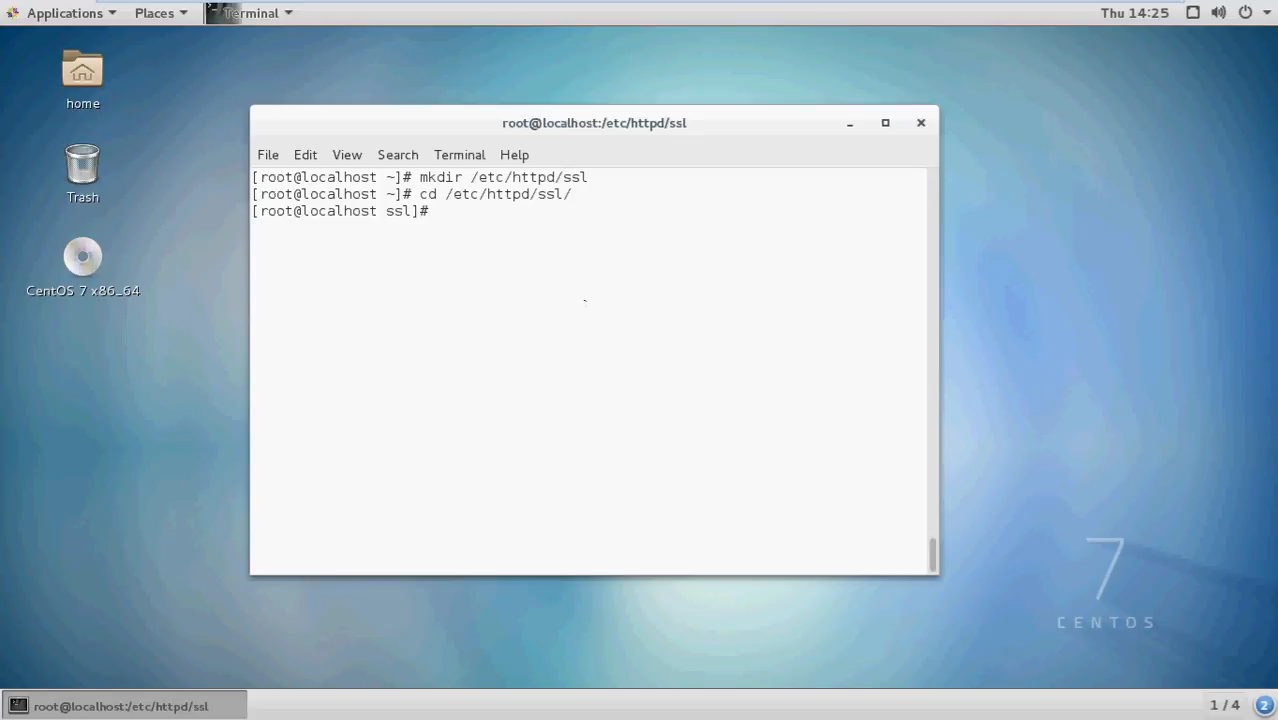 Applications Places Terminal Thu 14:25
home
Trash
CentOS 7 x86_64
root@localhost:/etc/httpd/ssl
File Edit View Search Terminal Help
[root@localhost ~]# mkdir /etc/httpd/ssl
[root@localhost ~]# cd /etc/httpd/ssl/
[root@localhost ssl]#
7
CENTOS
root@localhost:/etc/httpd/ssl 1 / 4 2